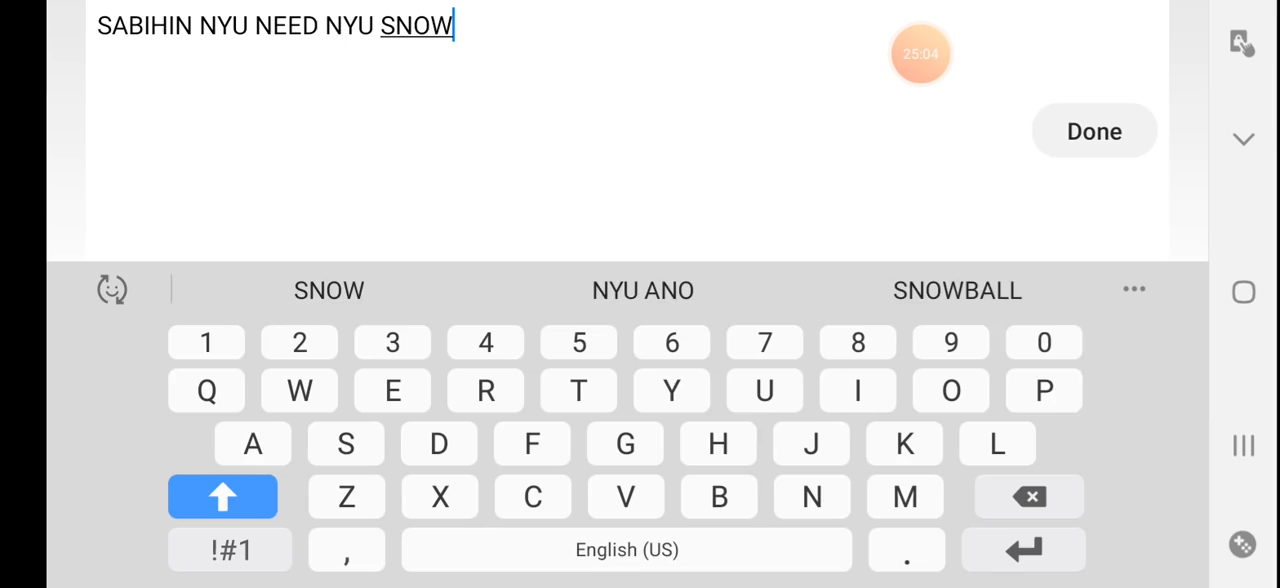 SABIHIN NYU NEED NYU SNOW
25:04
Done
SNOW NYU ANO SNOWBALL
1 2 3 4 5 6 7 8 9 0
Q W E R T Y U I O P
A S D F G H J K L
Z X C V B N M
!#1 , English (US) .